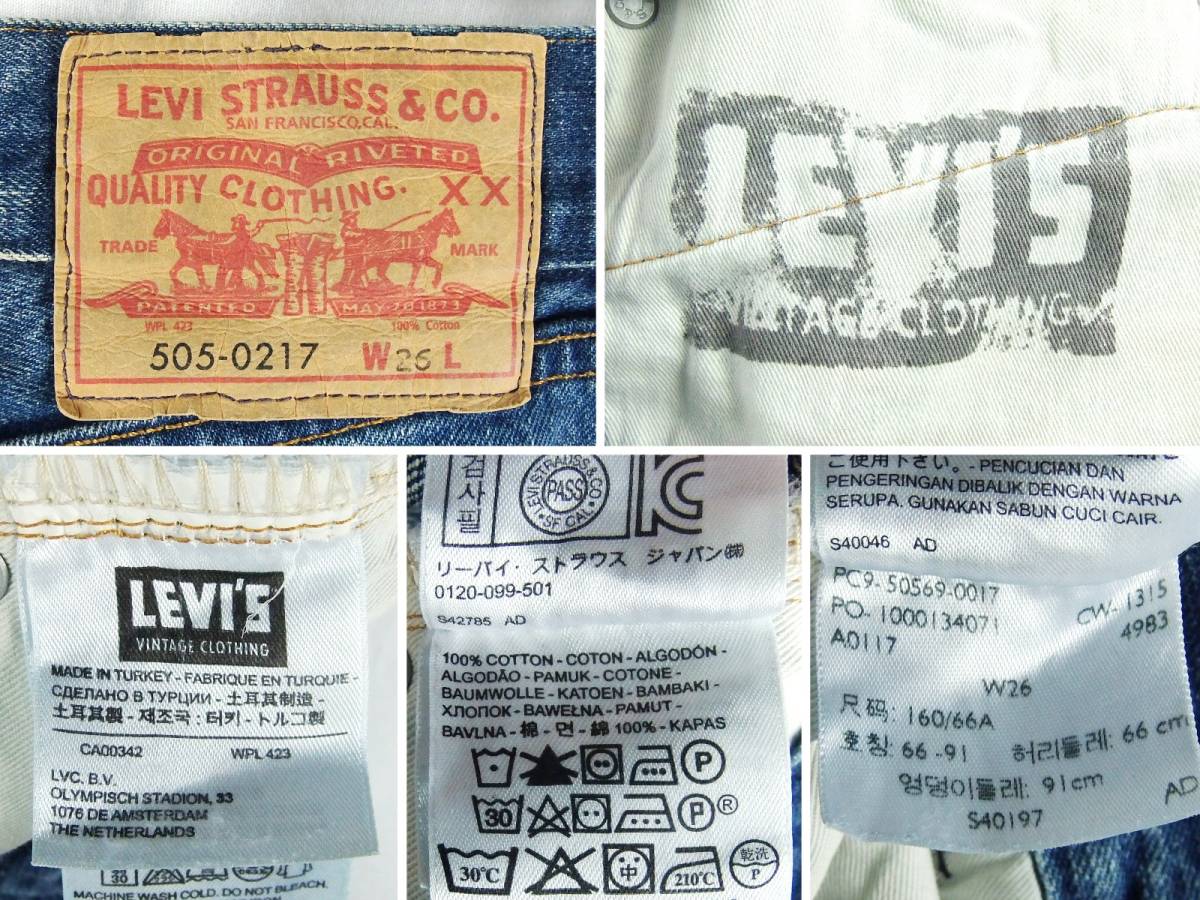 LEVI STRAUSS & CO.
SAN FRANCISCO, CAL.
ORIGINAL RIVETED
QUALITY CLOTHING. XX
TRADE MARK
PATENTED MAY 20 1873
WPL 423 100% Cotton
505-0217 W 26 L
LEVI'S
VINTAGE CLOTHING
LEVI'S
VINTAGE CLOTHING
MADE IN TURKEY - FABRIQUE EN TURQUIE -
СДЕЛАНО В ТУРЦИИ - 土耳其制造 -
土耳其製 - 제조국 : 터키 - トルコ製
CA00342 WPL 423
LVC. B.V.
OLYMPISCH STADION, 33
1076 DE AMSTERDAM
THE NETHERLANDS
30
MACHINE WASH COLD. DO NOT BLEACH.
검사필
LEVI STRAUSS & CO.
PASS
SF CAL.
リーバイ・ストラウス ジャパン㈱
0120-099-501
S42785 AD
100% COTTON - COTON - ALGODÓN -
ALGODÃO - PAMUK - COTONE -
BAUMWOLLE - KATOEN - BAMBAKI -
ХЛОПОК - BAWEŁNA - PAMUT -
BAVLNA - 棉 - 면 - 綿 100% - KAPAS
P
30 P ®
30℃ 中 210℃ 乾洗 P
ご使用下さい。- PENCUCIAN DAN
PENGERINGAN DIBALIK DENGAN WARNA
SERUPA. GUNAKAN SABUN CUCI CAIR.
S40046 AD
PC9-50569-0017
PO-1000134071 CW-1315
A0117 4983
W26
尺码: 160/66A
호칭: 66-91 허리둘레: 66 cm
엉덩이둘레: 91cm
AD
S40197